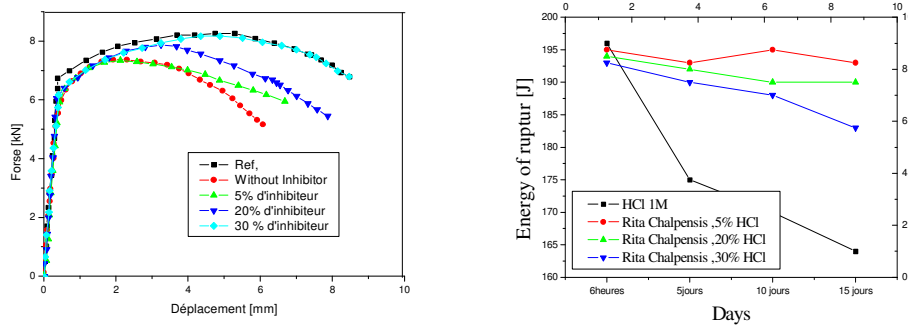 8
6
4
2
0
Forse [kN]
Ref,
Without Inhibitor
5% d'inhibiteur
20% d'inhibiteur
30 % d'inhibiteur
0 2 4 6 8 10
Déplacement [mm]
0 2 4 6 8 10
200
195
190
185
180
175
170
165
160
Energy of ruptur [J]
10
8
6
4
2
0
HCl 1M
Rita Chalpensis ,5% HCl
Rita Chalpensis ,20% HCl
Rita Chalpensis ,30% HCl
6heures 5jours 10 jours 15 jours
Days